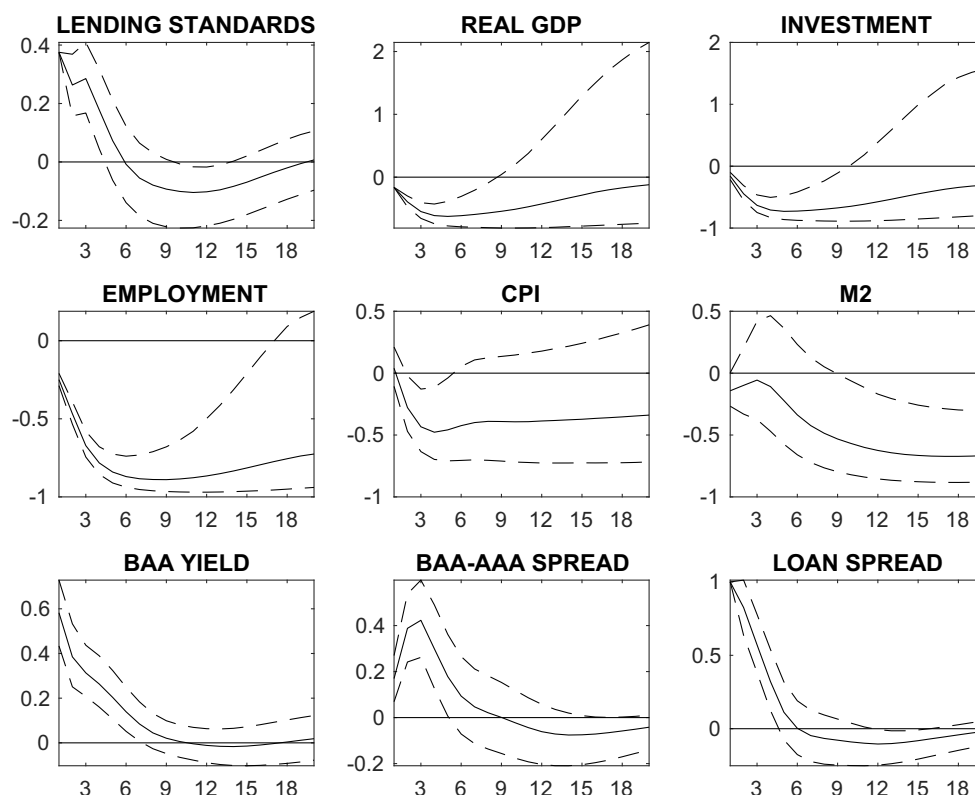 LENDING STANDARDS
0.4
0.2
0
-0.2
3 6 9 12 15 18
REAL GDP
2
1
0
3 6 9 12 15 18
INVESTMENT
2
1
0
-1
3 6 9 12 15 18
EMPLOYMENT
0
-0.5
-1
3 6 9 12 15 18
CPI
0.5
0
-0.5
-1
3 6 9 12 15 18
M2
0.5
0
-0.5
-1
3 6 9 12 15 18
BAA YIELD
0.6
0.4
0.2
0
3 6 9 12 15 18
BAA-AAA SPREAD
0.4
0.2
0
-0.2
3 6 9 12 15 18
LOAN SPREAD
1
0.5
0
3 6 9 12 15 18